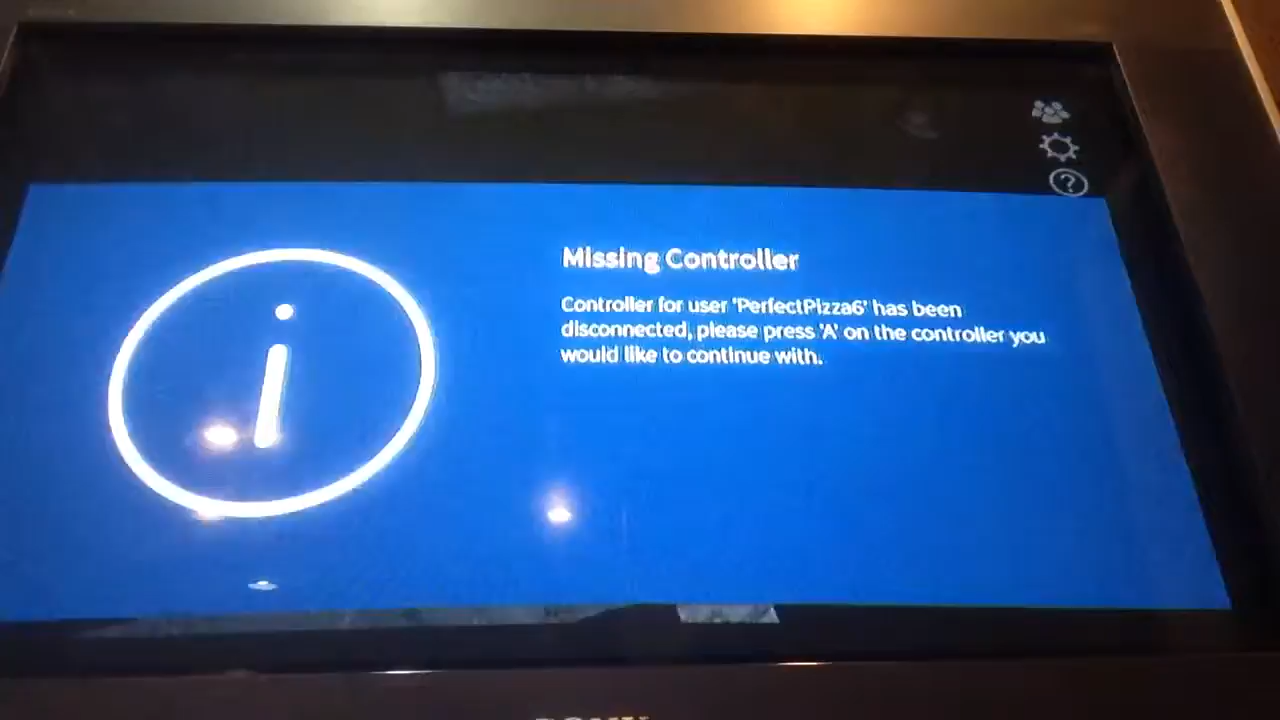 Missing Controller
Controller for user 'PerfectPizza6' has been
disconnected, please press 'A' on the controller you
would like to continue with.